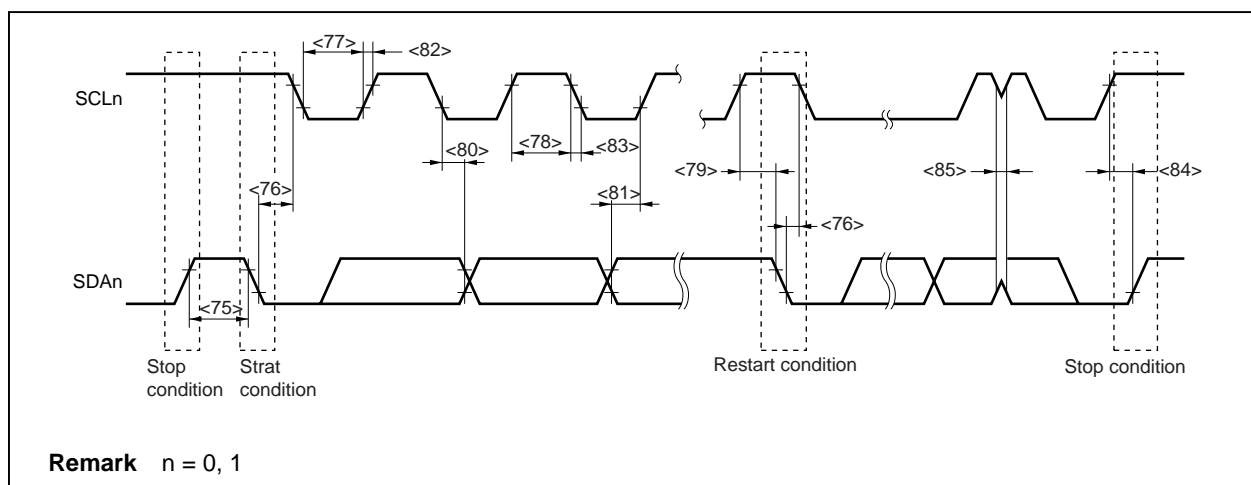 <77>
<82>
SCLn
<80>
<78>
<83>
<79>
<85>
<84>
<76>
<81>
<76>
SDAn
<75>
Stop
condition
Strat
condition
Restart condition
Stop condition
Remark n = 0, 1